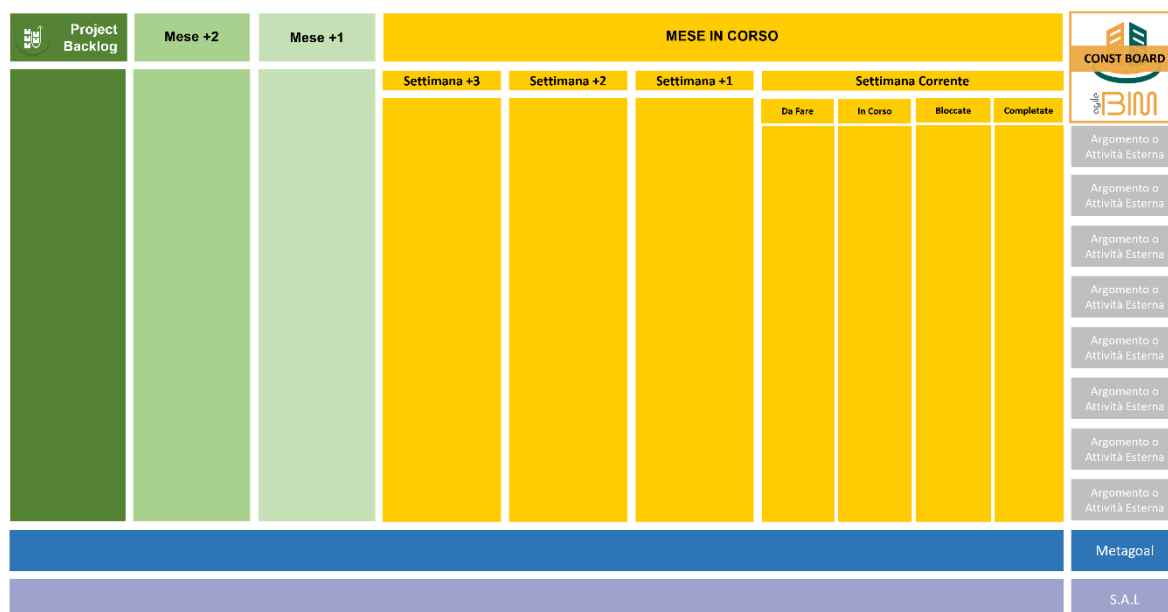 Project
Backlog
Mese +2
Mese +1
MESE IN CORSO
CONST BOARD
agile
BIM
Settimana +3
Settimana +2
Settimana +1
Settimana Corrente
Da Fare
In Corso
Bloccate
Completate
Argomento o
Attività Esterna
Argomento o
Attività Esterna
Argomento o
Attività Esterna
Argomento o
Attività Esterna
Argomento o
Attività Esterna
Argomento o
Attività Esterna
Argomento o
Attività Esterna
Argomento o
Attività Esterna
Metagoal
S.A.L